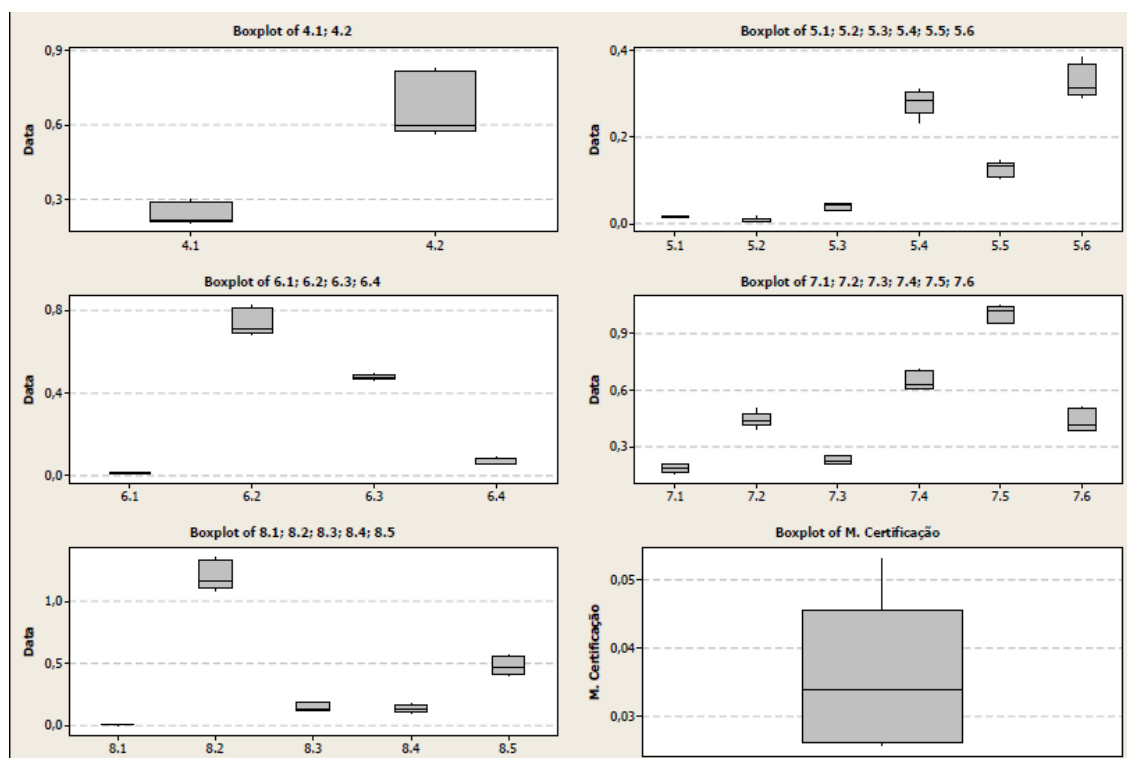 Boxplot of 4.1; 4.2
Data
0,9
0,6
0,3
4.1 4.2
Boxplot of 5.1; 5.2; 5.3; 5.4; 5.5; 5.6
Data
0,4
0,2
0,0
5.1 5.2 5.3 5.4 5.5 5.6
Boxplot of 6.1; 6.2; 6.3; 6.4
Data
0,8
0,4
0,0
6.1 6.2 6.3 6.4
Boxplot of 7.1; 7.2; 7.3; 7.4; 7.5; 7.6
Data
0,9
0,6
0,3
7.1 7.2 7.3 7.4 7.5 7.6
Boxplot of 8.1; 8.2; 8.3; 8.4; 8.5
Data
1,0
0,5
0,0
8.1 8.2 8.3 8.4 8.5
Boxplot of M. Certificação
M. Certificação
0,05
0,04
0,03